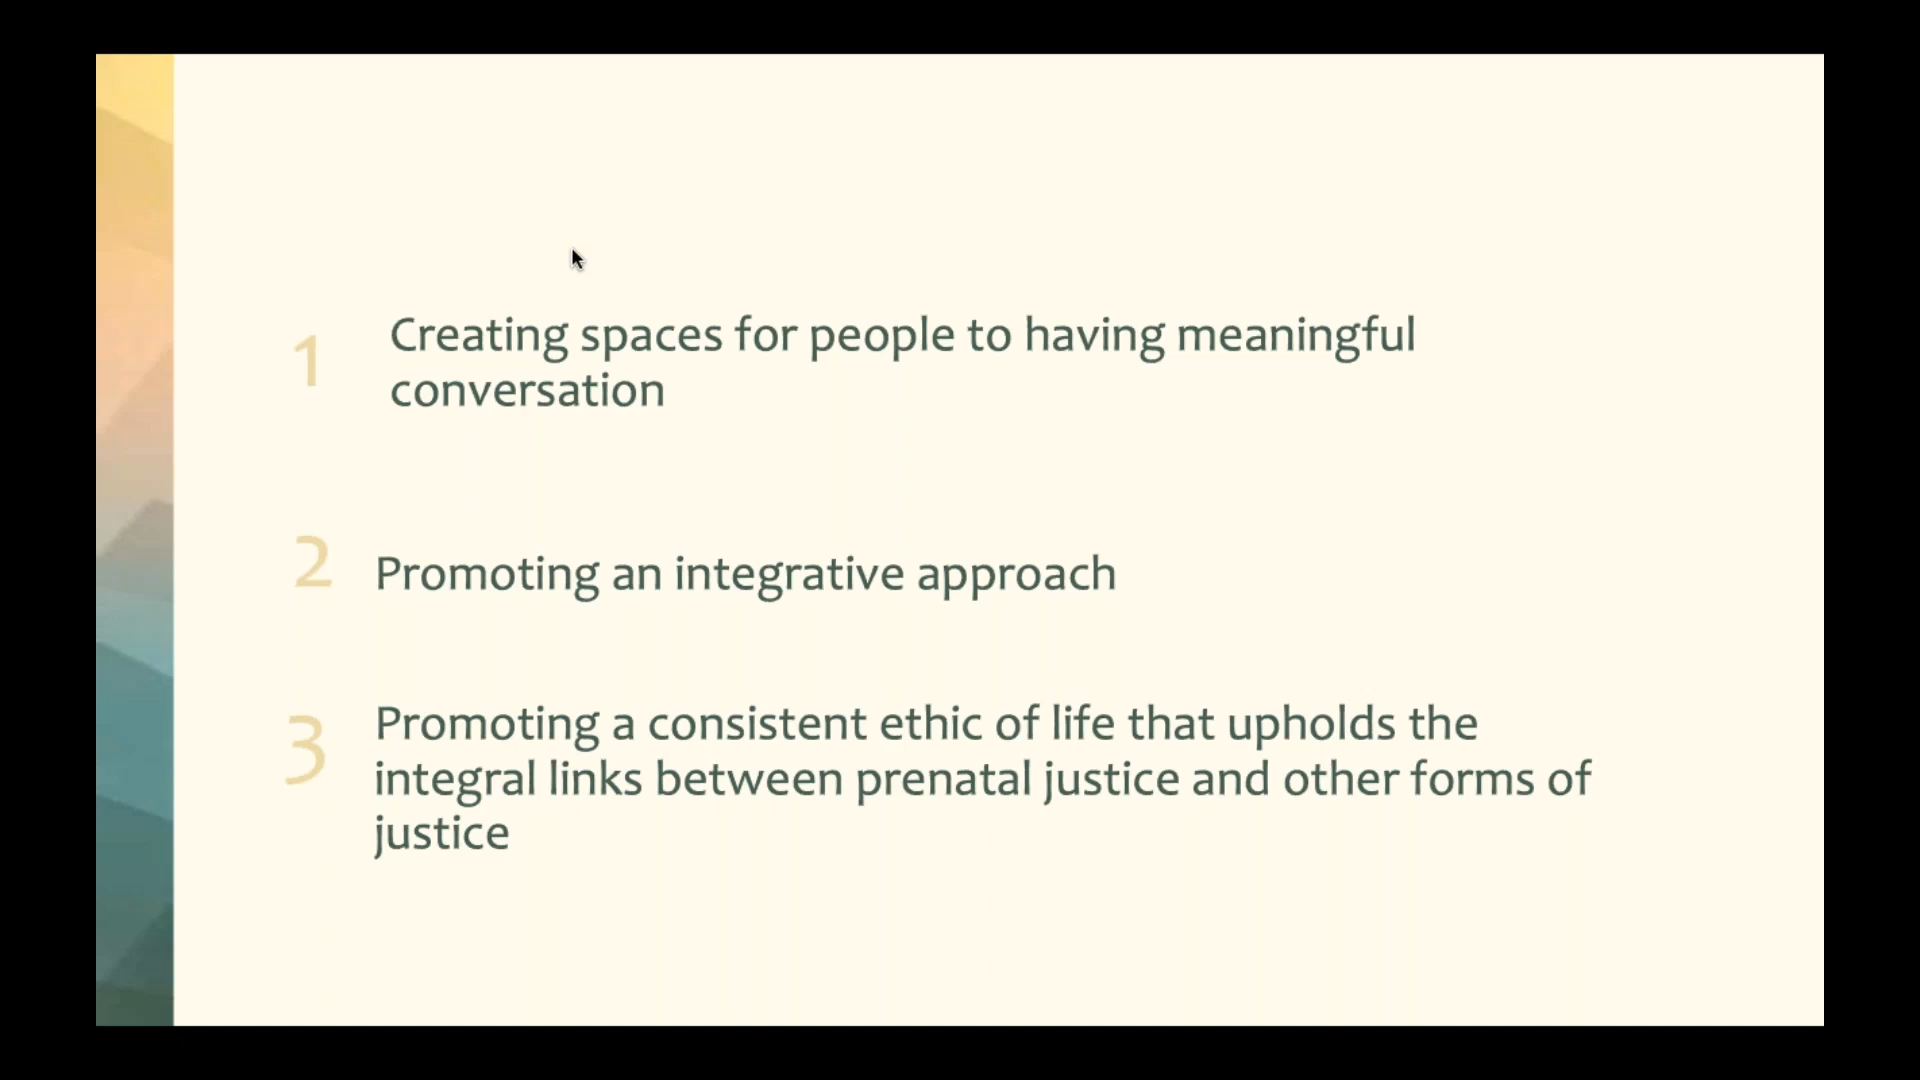 1 Creating spaces for people to having meaningful
conversation
2 Promoting an integrative approach
3 Promoting a consistent ethic of life that upholds the
integral links between prenatal justice and other forms of
justice